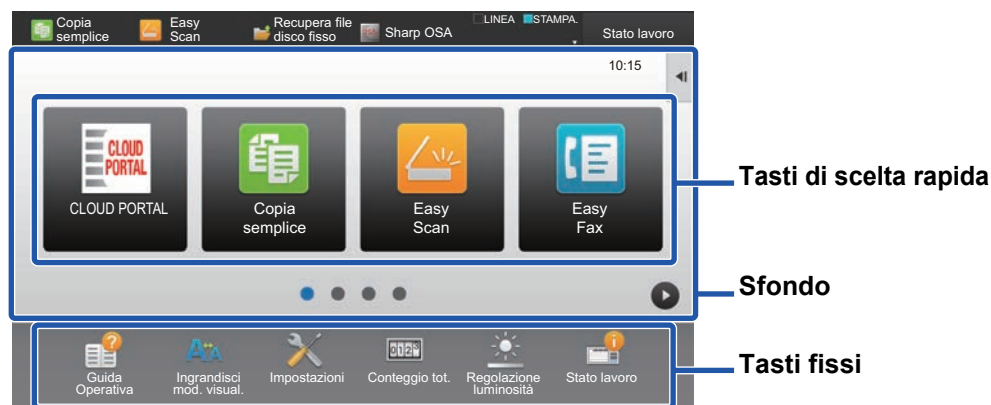 Copia semplice
Easy Scan
Recupera file disco fisso
Sharp OSA
LINEA
STAMPA.
Stato lavoro
10:15
CLOUD PORTAL
CLOUD PORTAL
Copia semplice
Easy Scan
Easy Fax
Tasti di scelta rapida
Sfondo
Guida Operativa
Ingrandisci mod. visual.
Impostazioni
Conteggio tot.
Regolazione luminosità
Stato lavoro
Tasti fissi